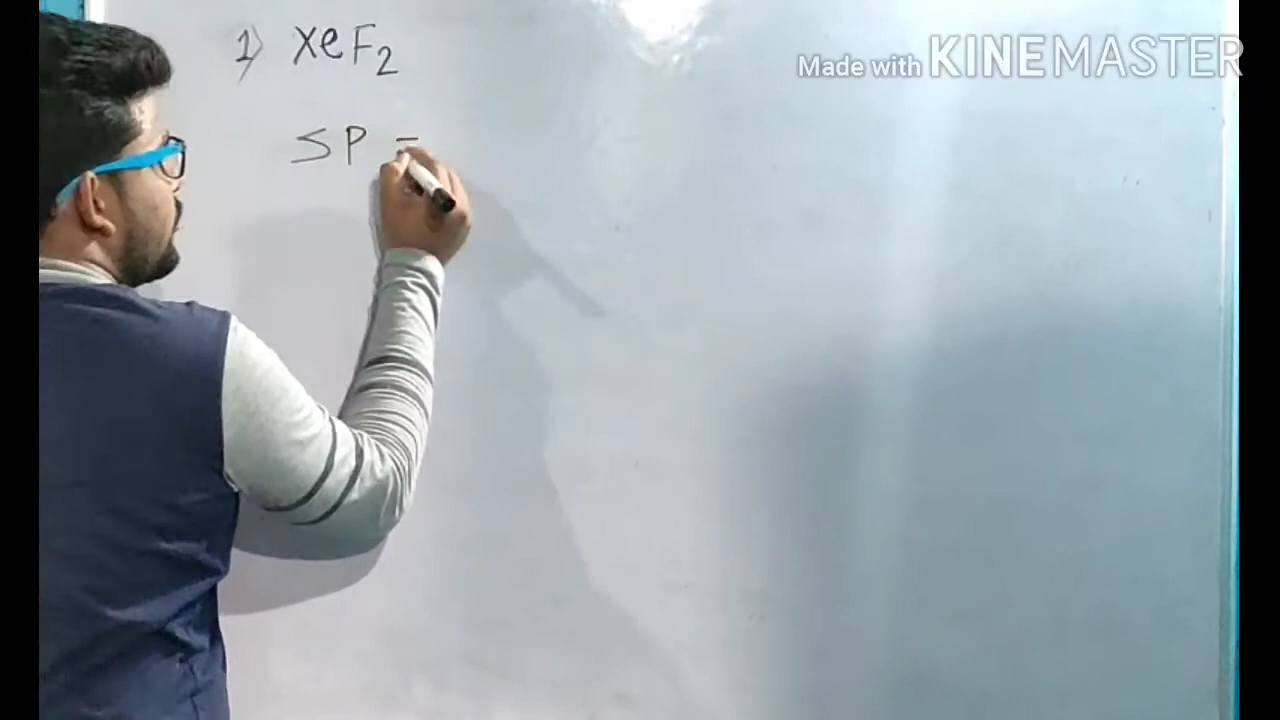 1) XeF₂
Made with KINEMASTER
SP =